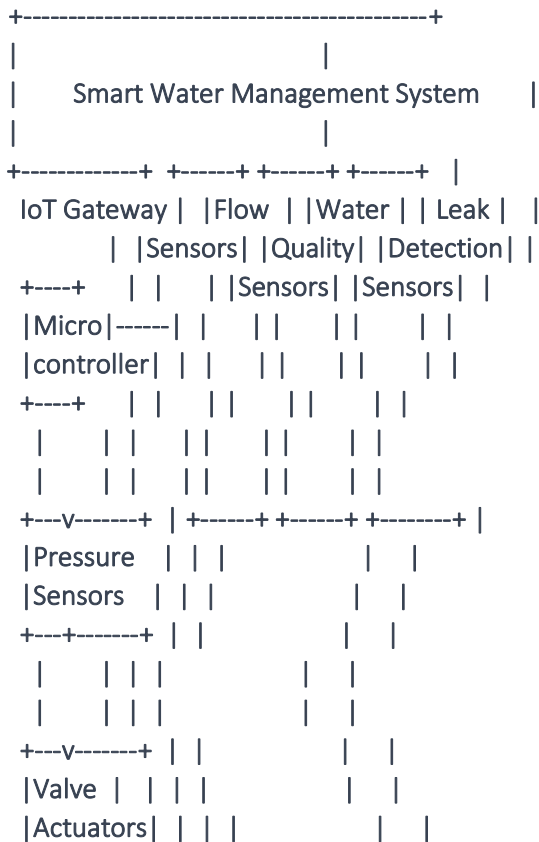 +--------------------------------------------+
| |
| Smart Water Management System |
| |
+-------------+ +------+ +------+ +------+ |
IoT Gateway | |Flow | |Water | | Leak | |
| |Sensors| |Quality| |Detection| |
+----+ | | | |Sensors| |Sensors| |
|Micro|------| | | | | | | |
|controller| | | | | | | | |
+----+ | | | | | | | |
| | | | | | | | |
| | | | | | | | |
+---v-------+ | +------+ +------+ +--------+ |
|Pressure | | | | |
|Sensors | | | | |
+---+-------+ | | | |
| | | | | |
| | | | | |
+---v-------+ | | | |
|Valve | | | | | |
|Actuators| | | | | |